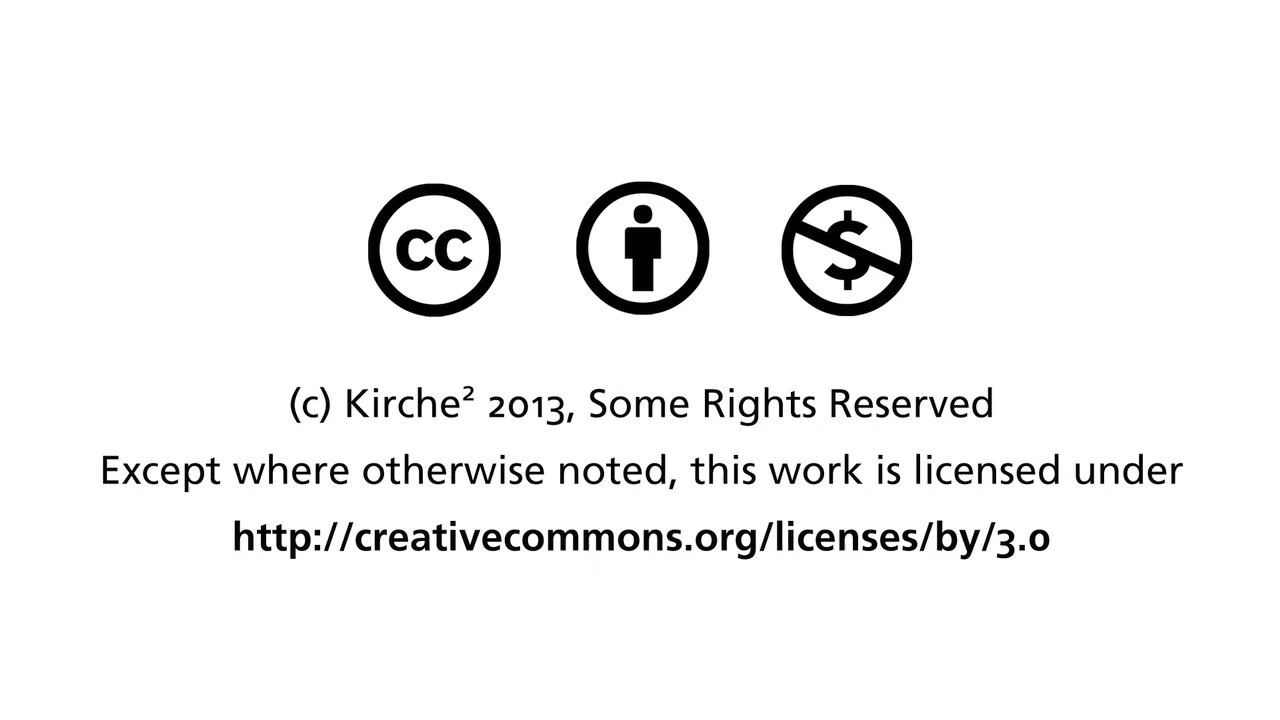 cc $
(c) Kirche² 2013, Some Rights Reserved
Except where otherwise noted, this work is licensed under
http://creativecommons.org/licenses/by/3.0